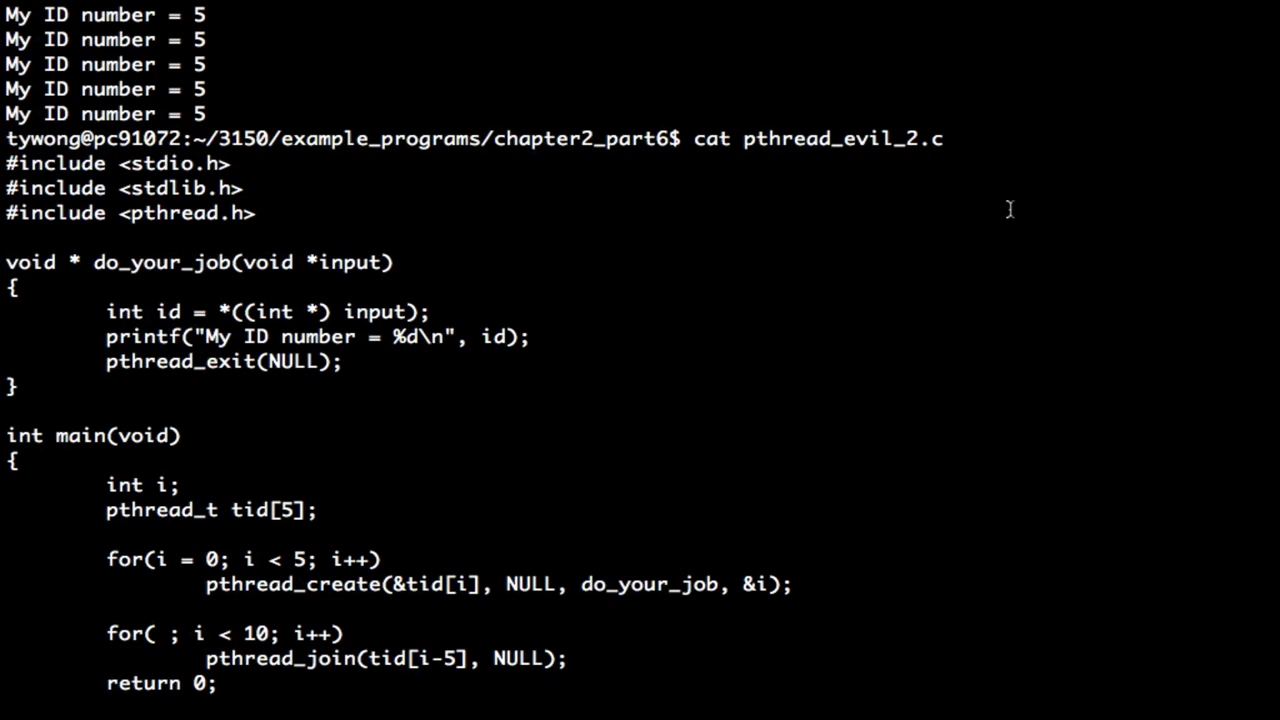 My ID number = 5
My ID number = 5
My ID number = 5
My ID number = 5
My ID number = 5
tywong@pc91072:~/3150/example_programs/chapter2_part6$ cat pthread_evil_2.c
#include <stdio.h>
#include <stdlib.h>
#include <pthread.h>

void * do_your_job(void *input)
{
        int id = *((int *) input);
        printf("My ID number = %d\n", id);
        pthread_exit(NULL);
}

int main(void)
{
        int i;
        pthread_t tid[5];

        for(i = 0; i < 5; i++)
                pthread_create(&tid[i], NULL, do_your_job, &i);

        for( ; i < 10; i++)
                pthread_join(tid[i-5], NULL);
        return 0;